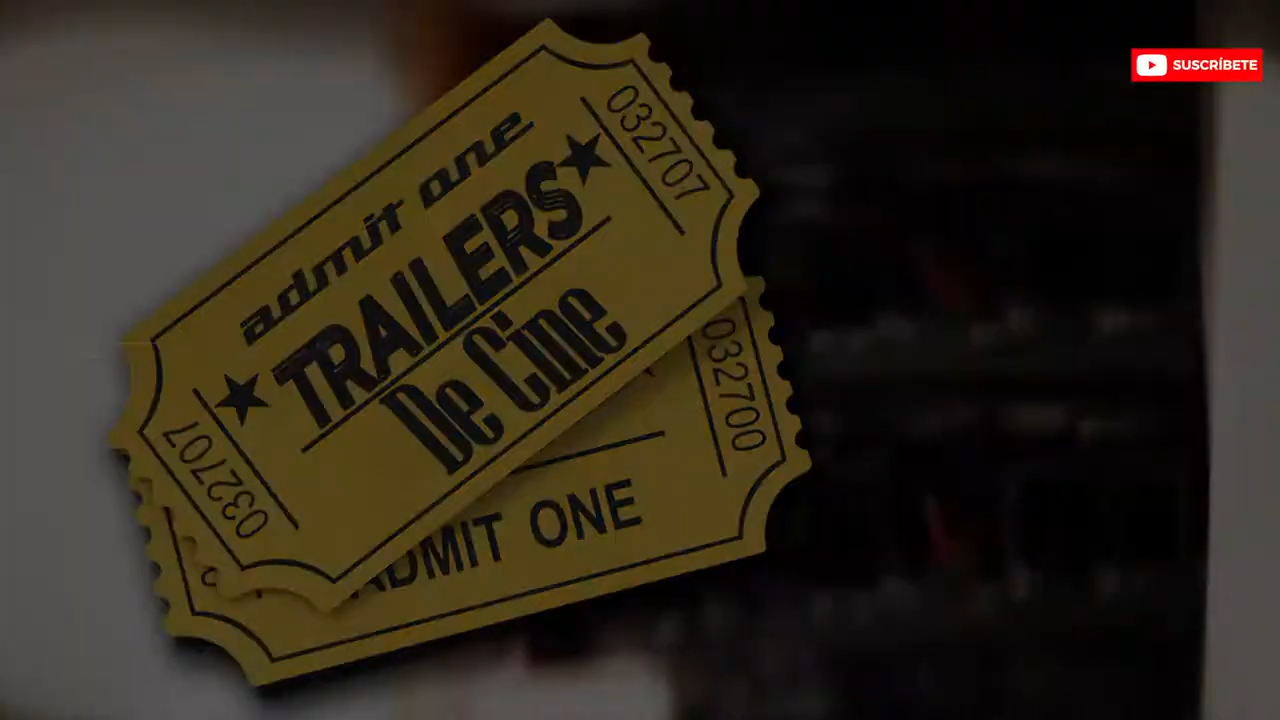 SUSCRÍBETE
admit one
TRAILERS
De Cine
032707
032707
032700
ADMIT ONE